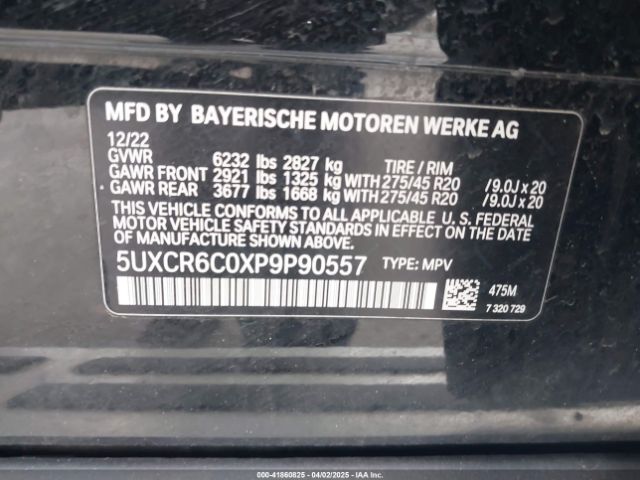 MFD BY BAYERISCHE MOTOREN WERKE AG
12/22
GVWR 6232 lbs 2827 kg TIRE / RIM
GAWR FRONT 2921 lbs 1325 kg WITH 275/45 R20 /9.0J x 20
GAWR REAR 3677 lbs 1668 kg WITH 275/45 R20 /9.0J x 20
THIS VEHICLE CONFORMS TO ALL APPLICABLE U. S. FEDERAL
MOTOR VEHICLE SAFETY STANDARDS IN EFFECT ON THE
DATE OF MANUFACTURE SHOWN ABOVE.
5UXCR6C0XP9P90557 TYPE: MPV
475M
7 320 729
000-41860825 - 04/02/2025 - IAA Inc.